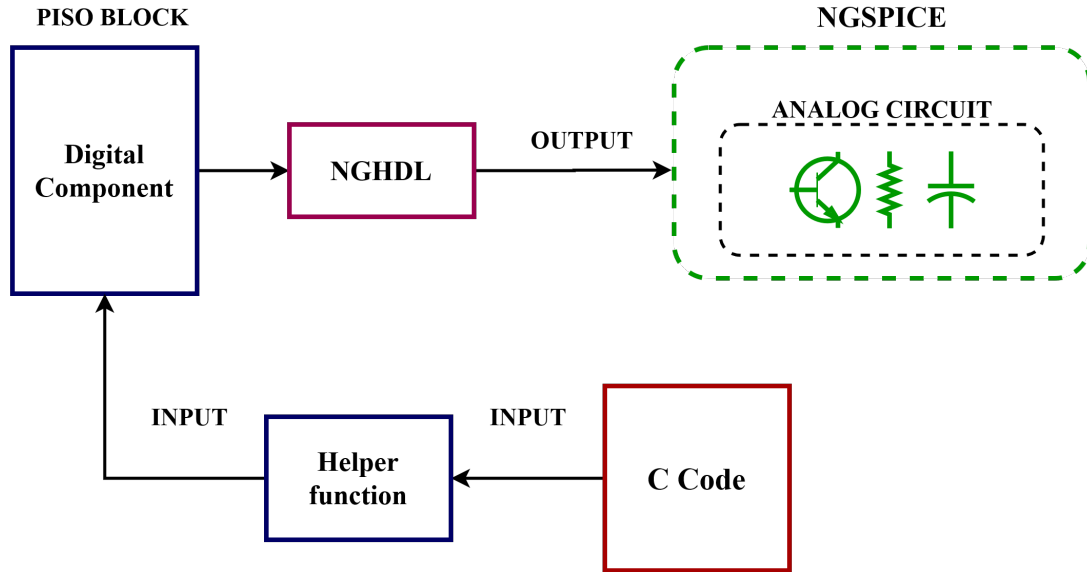 PISO BLOCK
NGSPICE
ANALOG CIRCUIT
Digital
Component
NGHDL
OUTPUT
INPUT
INPUT
Helper
function
C Code